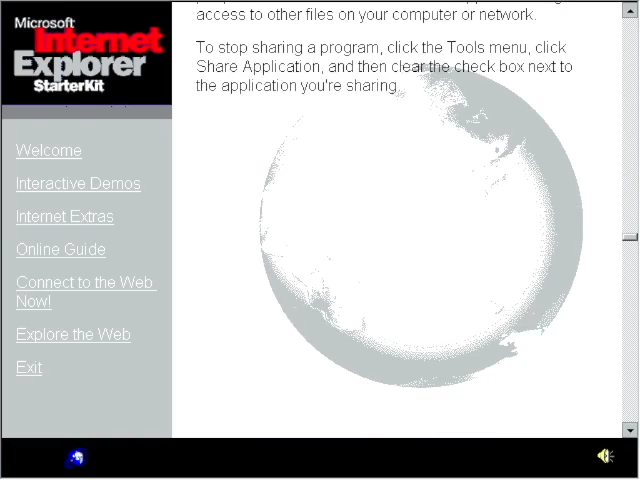 Microsoft
Internet
Explorer
StarterKit
Welcome
Interactive Demos
Internet Extras
Online Guide
Connect to the Web
Now!
Explore the Web
Exit
access to other files on your computer or network.
To stop sharing a program, click the Tools menu, click
Share Application, and then clear the check box next to
the application you're sharing.